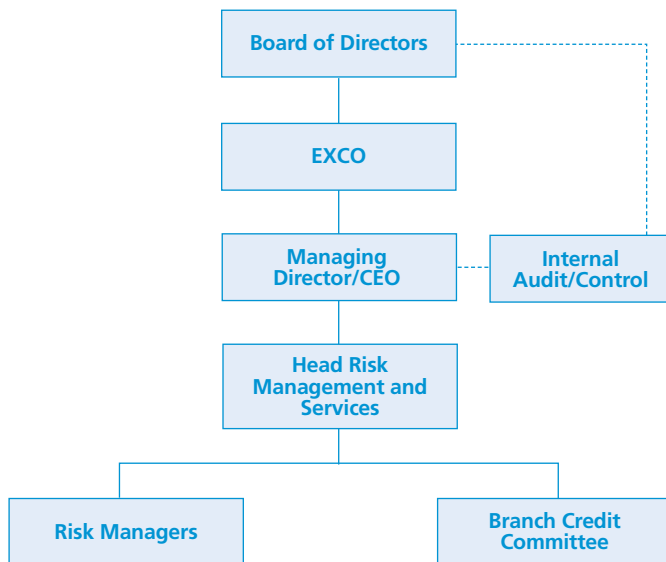 Board of Directors
EXCO
Managing
Director/CEO
Internal
Audit/Control
Head Risk
Management and
Services
Risk Managers
Branch Credit
Committee